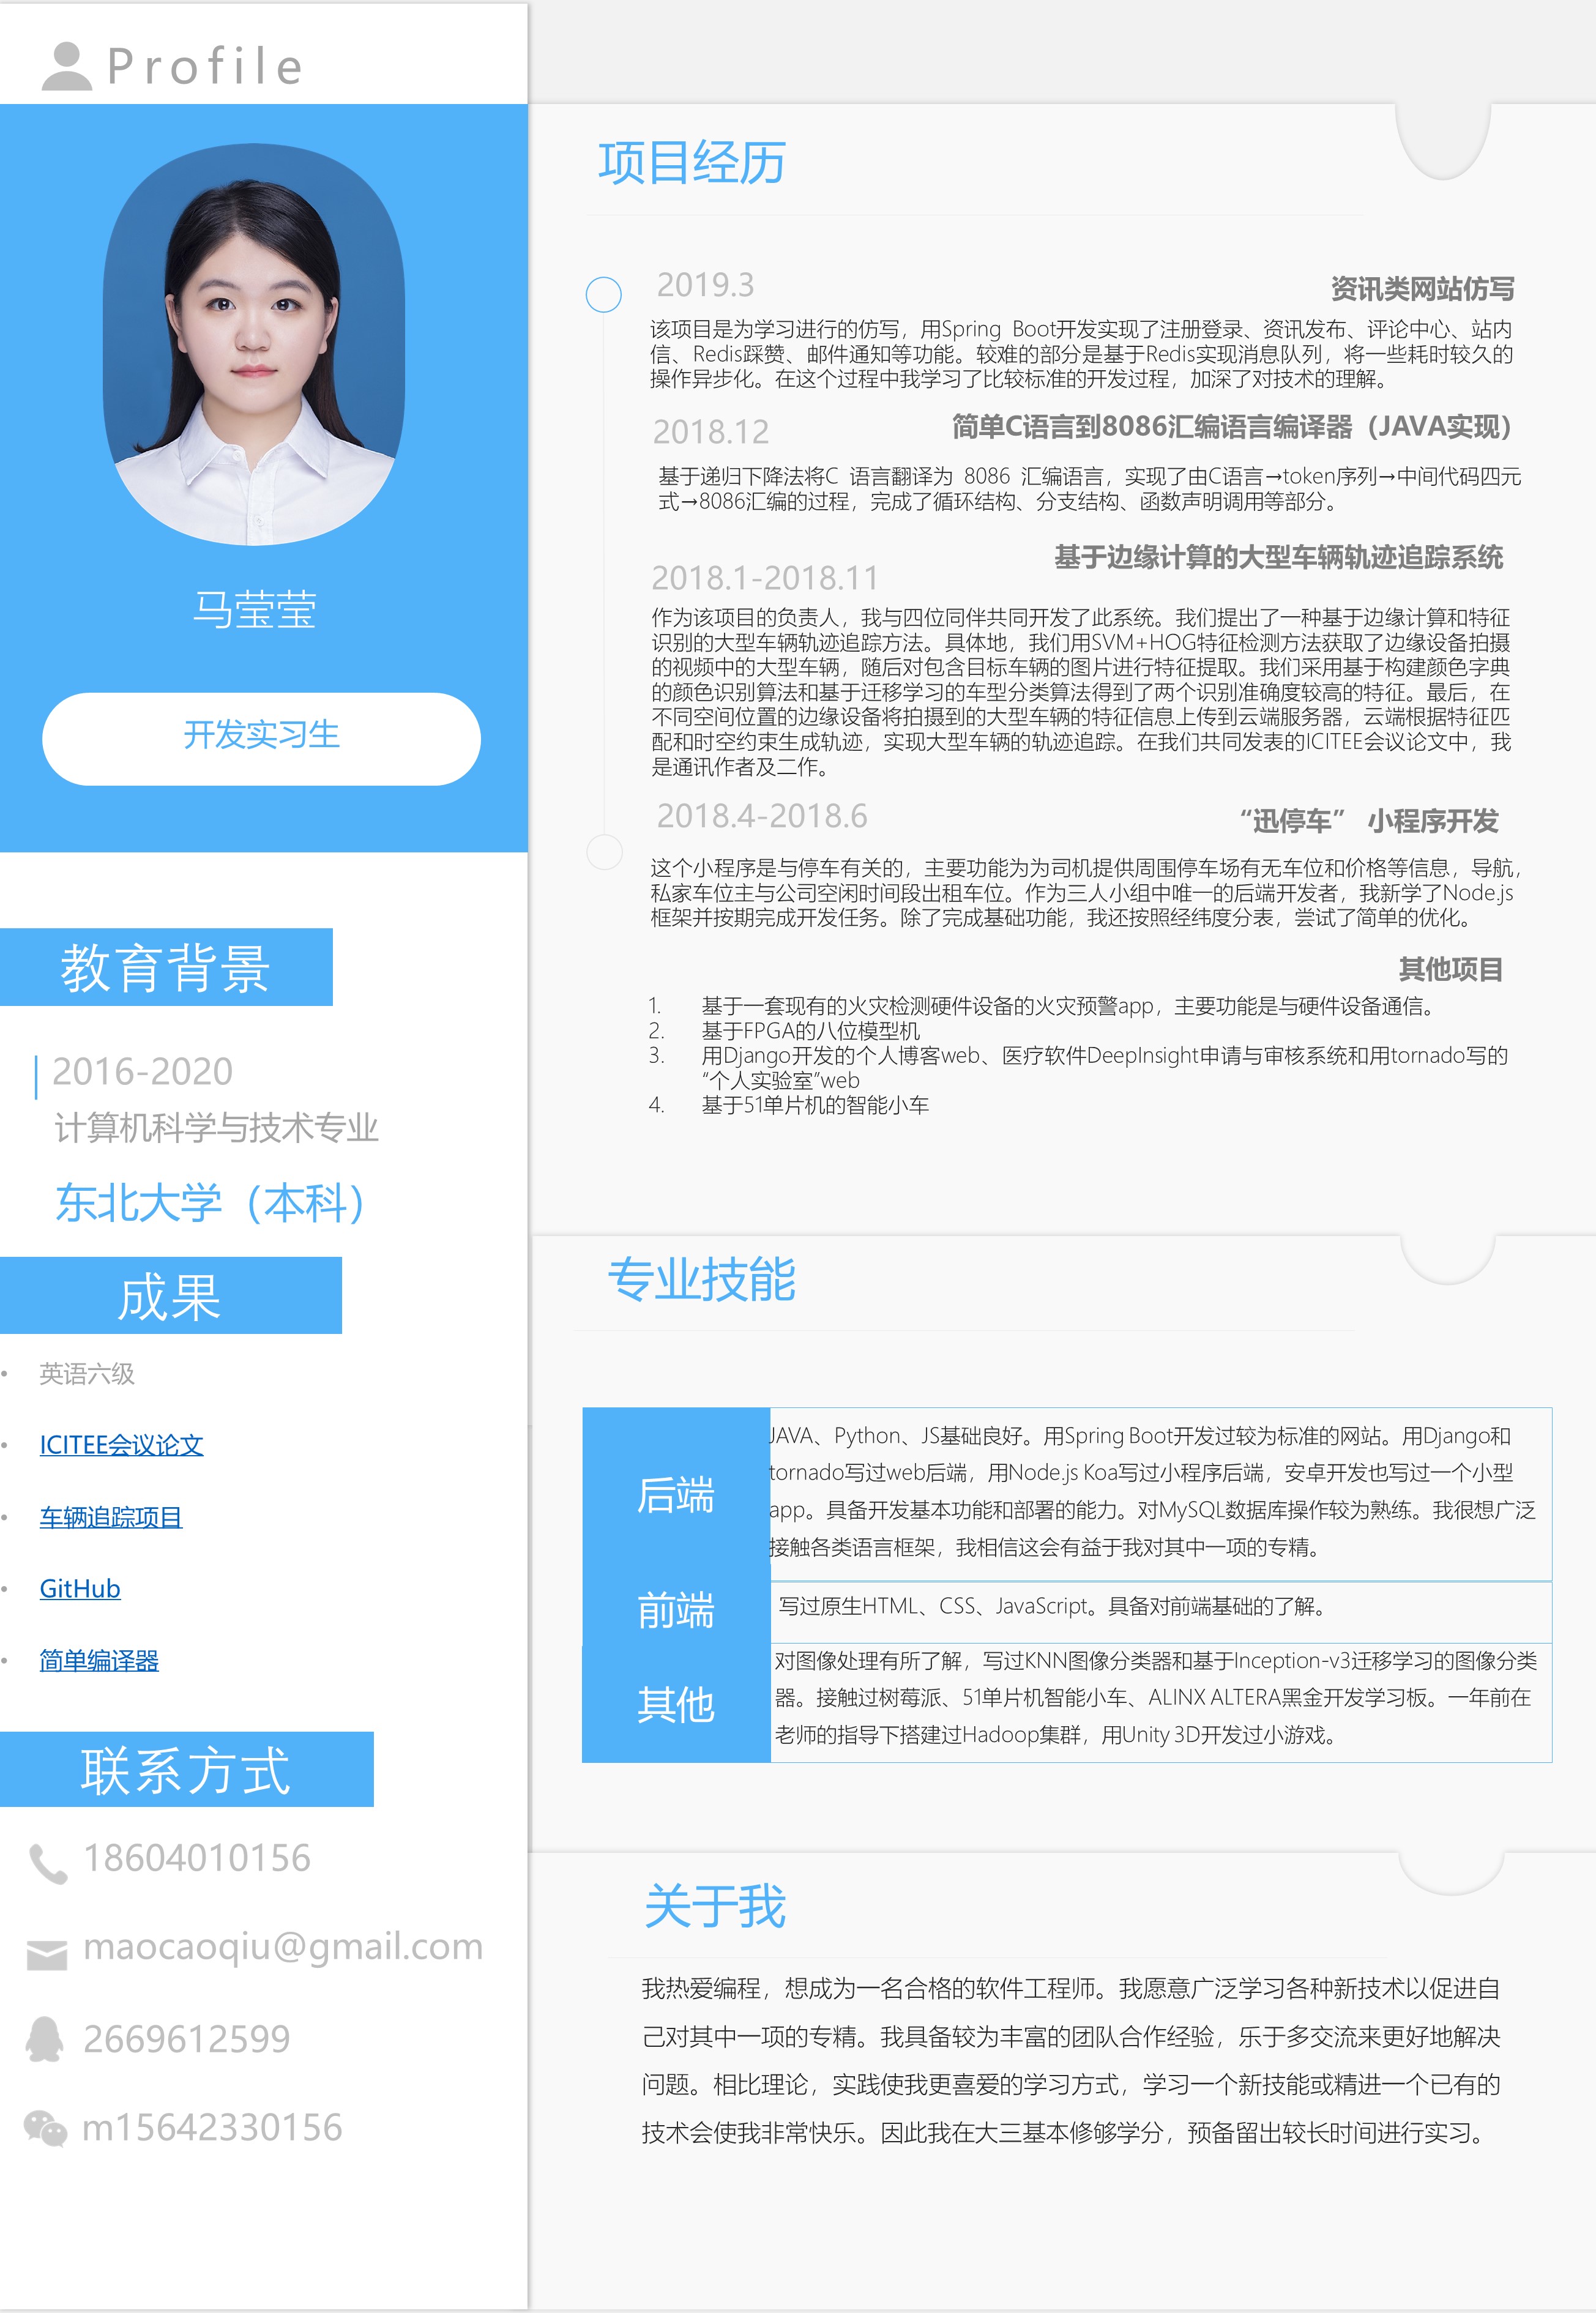 Profile
马莹莹
开发实习生
教育背景
2016-2020
计算机科学与技术专业
东北大学（本科）
成果
• 英语六级
• ICITEE会议论文
• 车辆追踪项目
• GitHub
• 简单编译器
联系方式
18604010156
maocaoqiu@gmail.com
2669612599
m15642330156
项目经历
2019.3
资讯类网站仿写
该项目是为学习进行的仿写，用Spring Boot开发实现了注册登录、资讯发布、评论中心、站内
信、Redis踩赞、邮件通知等功能。较难的部分是基于Redis实现消息队列，将一些耗时较久的
操作异步化。在这个过程中我学习了比较标准的开发过程，加深了对技术的理解。
2018.12
简单C语言到8086汇编语言编译器（JAVA实现）
基于递归下降法将C 语言翻译为 8086 汇编语言，实现了由C语言→token序列→中间代码四元
式→8086汇编的过程，完成了循环结构、分支结构、函数声明调用等部分。
基于边缘计算的大型车辆轨迹追踪系统
2018.1-2018.11
作为该项目的负责人，我与四位同伴共同开发了此系统。我们提出了一种基于边缘计算和特征
识别的大型车辆轨迹追踪方法。具体地，我们用SVM+HOG特征检测方法获取了边缘设备拍摄
的视频中的大型车辆，随后对包含目标车辆的图片进行特征提取。我们采用基于构建颜色字典
的颜色识别算法和基于迁移学习的车型分类算法得到了两个识别准确度较高的特征。最后，在
不同空间位置的边缘设备将拍摄到的大型车辆的特征信息上传到云端服务器，云端根据特征匹
配和时空约束生成轨迹，实现大型车辆的轨迹追踪。在我们共同发表的ICITEE会议论文中，我
是通讯作者及二作。
2018.4-2018.6
“迅停车” 小程序开发
这个小程序是与停车有关的，主要功能为为司机提供周围停车场有无车位和价格等信息，导航，
私家车位主与公司空闲时间段出租车位。作为三人小组中唯一的后端开发者，我新学了Node.js
框架并按期完成开发任务。除了完成基础功能，我还按照经纬度分表，尝试了简单的优化。
其他项目
1. 基于一套现有的火灾检测硬件设备的火灾预警app，主要功能是与硬件设备通信。
2. 基于FPGA的八位模型机
3. 用Django开发的个人博客web、医疗软件DeepInsight申请与审核系统和用tornado写的
“个人实验室”web
4. 基于51单片机的智能小车
专业技能
后端
JAVA、Python、JS基础良好。用Spring Boot开发过较为标准的网站。用Django和
tornado写过web后端，用Node.js Koa写过小程序后端，安卓开发也写过一个小型
app。具备开发基本功能和部署的能力。对MySQL数据库操作较为熟练。我很想广泛
接触各类语言框架，我相信这会有益于我对其中一项的专精。
前端
写过原生HTML、CSS、JavaScript。具备对前端基础的了解。
其他
对图像处理有所了解，写过KNN图像分类器和基于Inception-v3迁移学习的图像分类
器。接触过树莓派、51单片机智能小车、ALINX ALTERA黑金开发学习板。一年前在
老师的指导下搭建过Hadoop集群，用Unity 3D开发过小游戏。
关于我
我热爱编程，想成为一名合格的软件工程师。我愿意广泛学习各种新技术以促进自
己对其中一项的专精。我具备较为丰富的团队合作经验，乐于多交流来更好地解决
问题。相比理论，实践使我更喜爱的学习方式，学习一个新技能或精进一个已有的
技术会使我非常快乐。因此我在大三基本修够学分，预备留出较长时间进行实习。